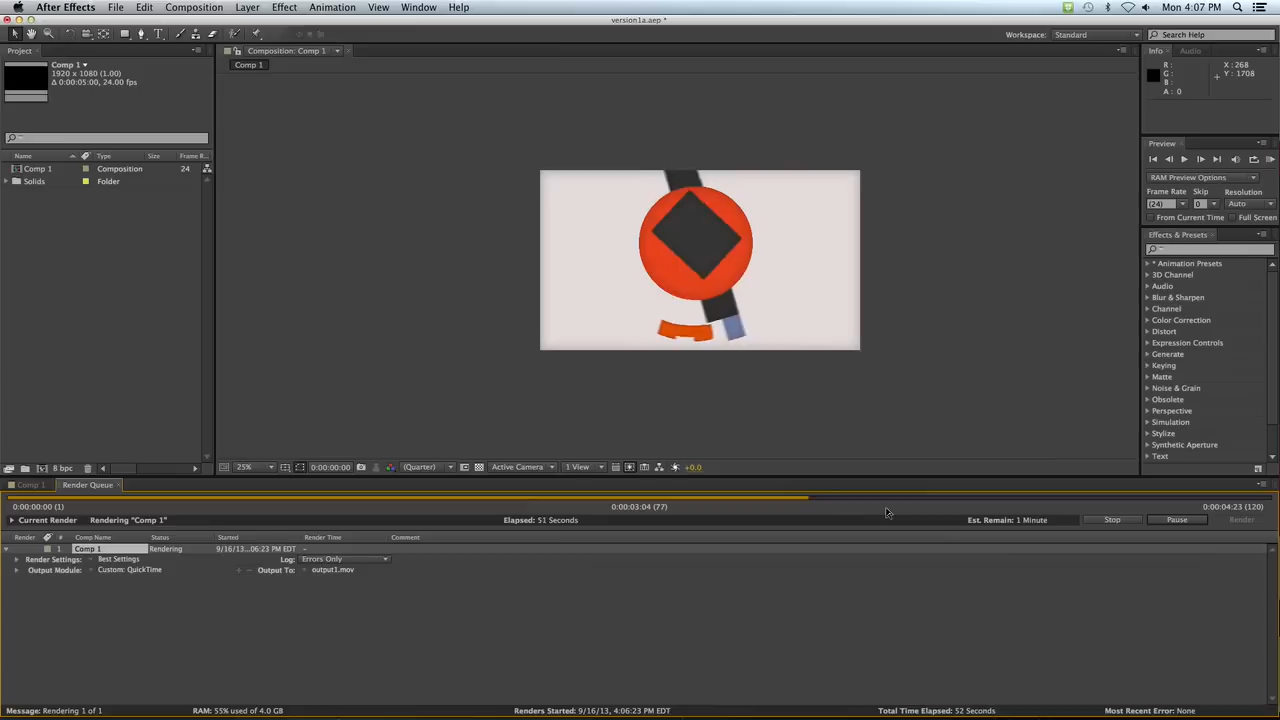 After Effects File Edit Composition Layer Effect Animation View Window Help Mon 4:07 PM
version1a.aep *
Workspace: Standard Search Help
Project Composition: Comp 1 Info Audio
Comp 1
Comp 1
1920 x 1080 (1.00)
Δ 0:00:05:00, 24.00 fps
R :
G :
B :
A : 0
X : 268
Y : 1708
Preview
RAM Preview Options
Frame Rate Skip Resolution
(24) 0 Auto
From Current Time Full Screen
Name Type Size Frame R...
Comp 1 Composition 24
Solids Folder
Effects & Presets
* Animation Presets
3D Channel
Audio
Blur & Sharpen
Channel
Color Correction
Distort
Expression Controls
Generate
Keying
Matte
Noise & Grain
Obsolete
Perspective
Simulation
Stylize
Synthetic Aperture
Text
8 bpc 25% 0:00:00:00 (Quarter) Active Camera 1 View +0.0
Comp 1 Render Queue
0:00:00:00 (1) 0:00:03:04 (77) 0:00:04:23 (120)
Current Render Rendering "Comp 1" Elapsed: 51 Seconds Est. Remain: 1 Minute Stop Pause Render
Render # Comp Name Status Started Render Time Comment
1 Comp 1 Rendering 9/16/13...06:23 PM EDT –
Render Settings: Best Settings Log: Errors Only
Output Module: Custom: QuickTime + – Output To: output1.mov
Message: Rendering 1 of 1 RAM: 55% used of 4.0 GB Renders Started: 9/16/13, 4:06:23 PM EDT Total Time Elapsed: 52 Seconds Most Recent Error: None